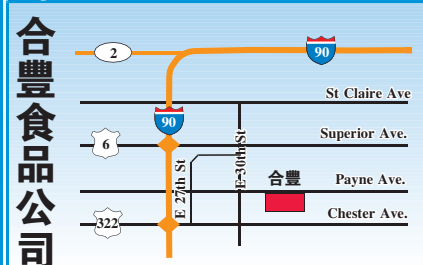 合豐食品公司
2
90
St Claire Ave
90
Superior Ave.
6
E 27th St
E 30th St
合豐
Payne Ave.
Chester Ave.
322